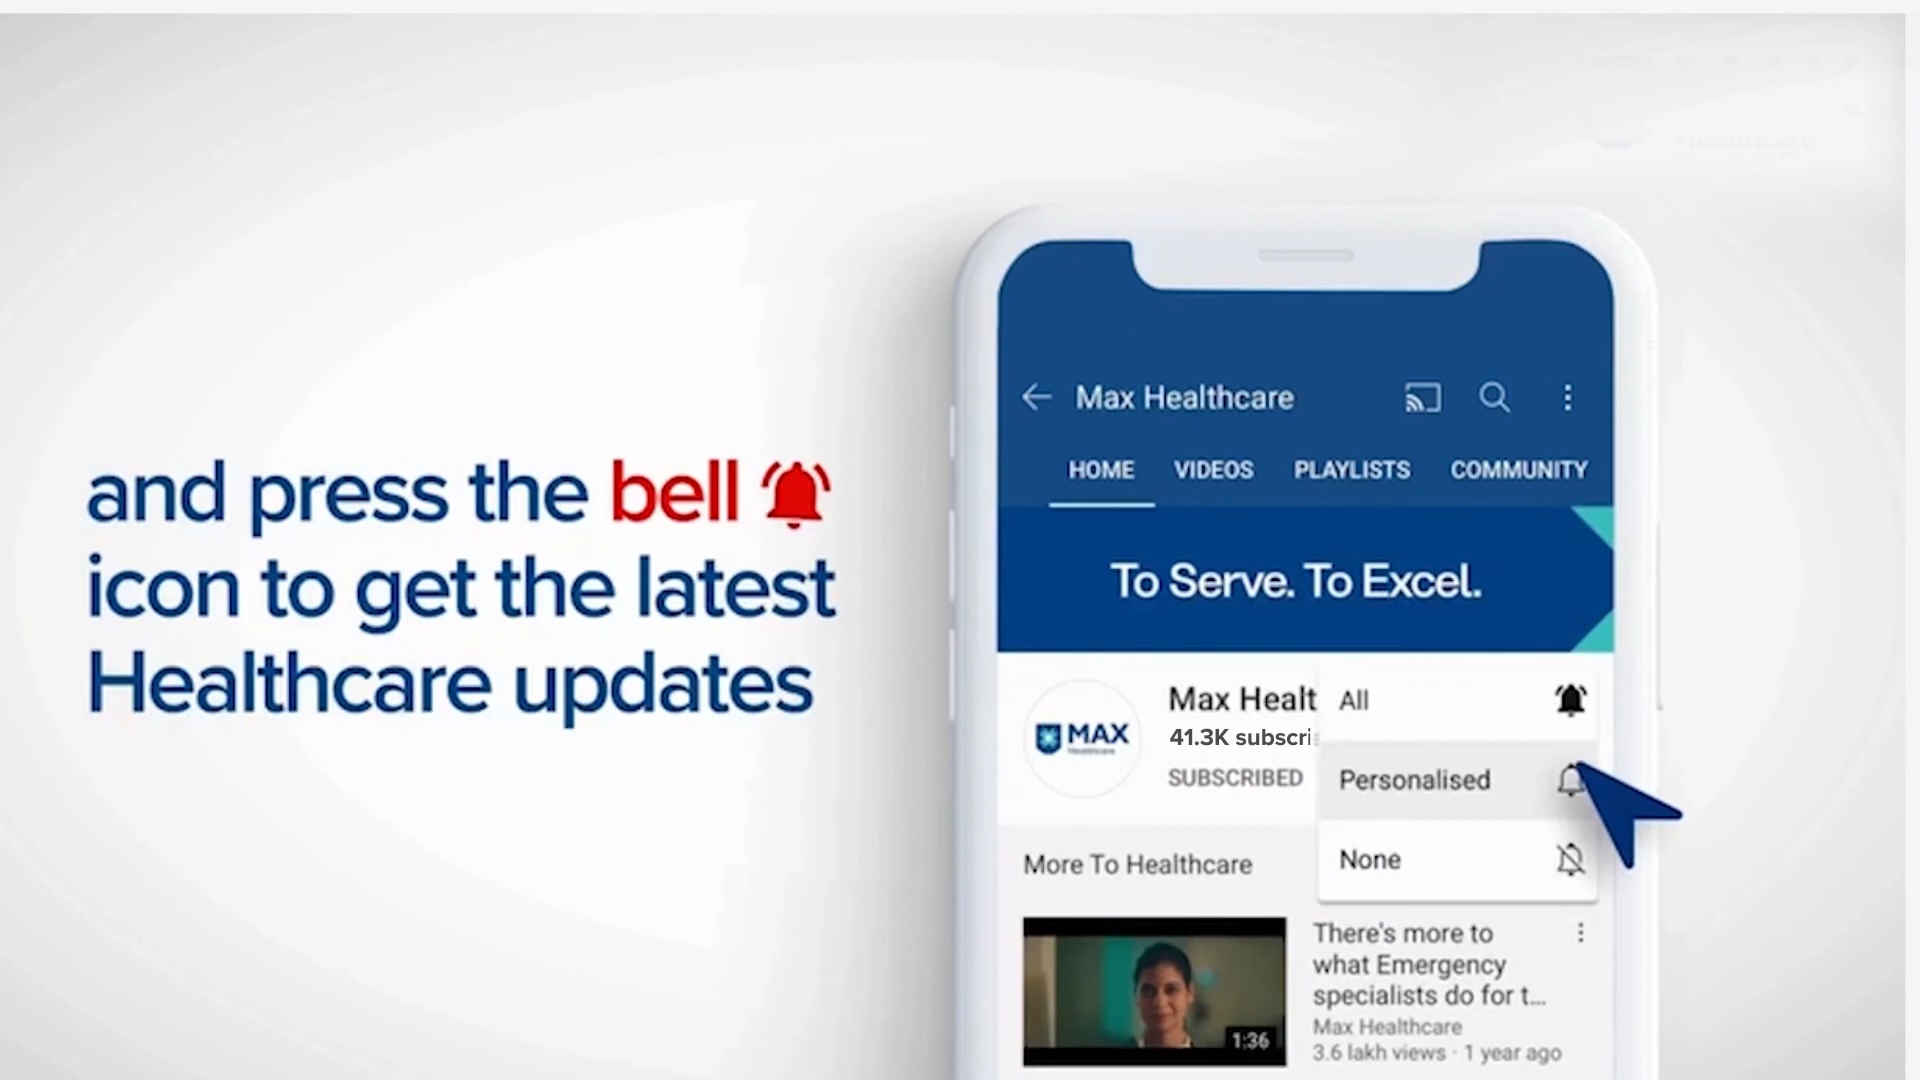 and press the bell
icon to get the latest
Healthcare updates
Max Healthcare
HOME VIDEOS PLAYLISTS COMMUNITY
To Serve. To Excel.
MAX
Healthcare
Max Healt
41.3K subscri
SUBSCRIBED
All
Personalised
None
More To Healthcare
1:36
There's more to
what Emergency
specialists do for t...
Max Healthcare
3.6 lakh views · 1 year ago